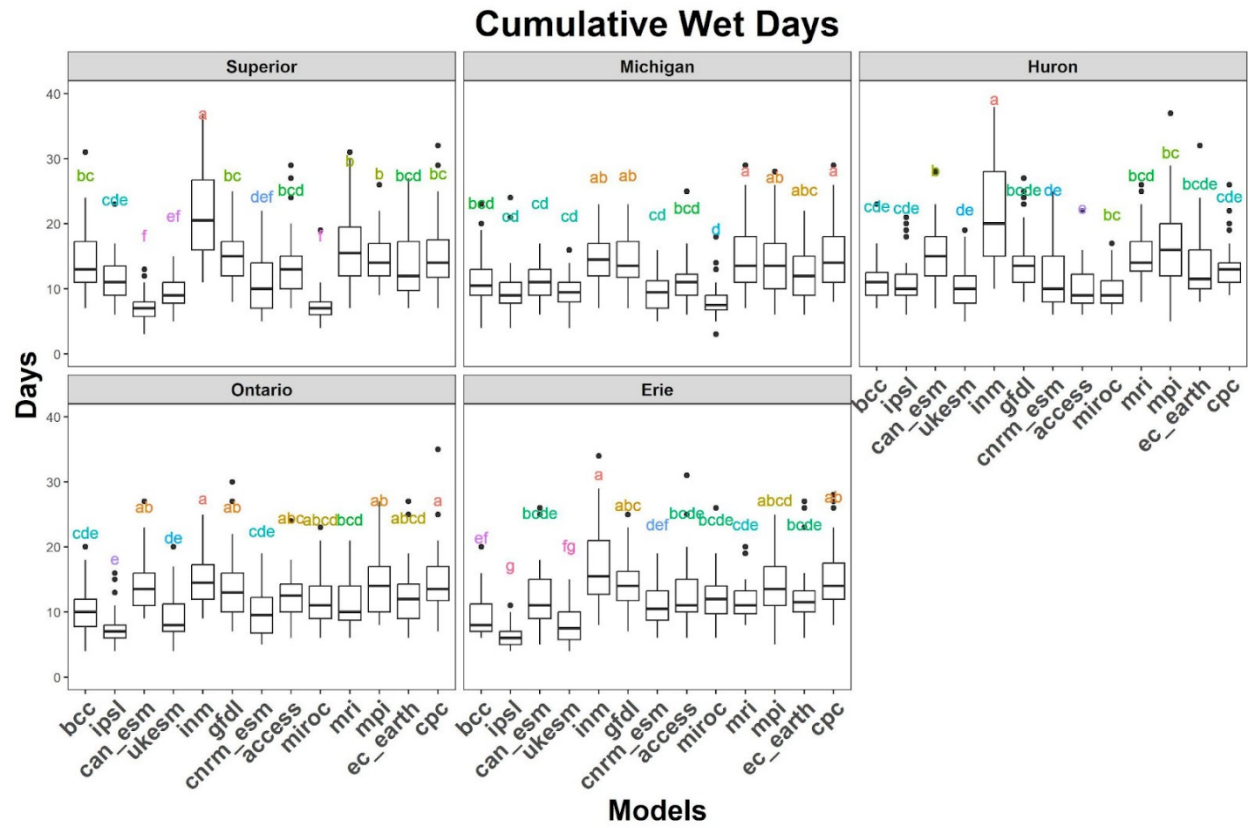 Cumulative Wet Days
Superior
Michigan
Huron
40
30
20
10
0
bc
cde
f
ef
a
bc
def
bcd
f
b
b
bcd
bc
bcd
cd
cd
cd
ab
ab
cd
bcd
d
a
ab
abc
a
cde
cde
b
de
a
bcde
de
e
bc
bcd
bc
bcde
cde
bcc
ipsl
can_esm
ukesm
inm
gfdl
cnrm_esm
access
miroc
mri
mpi
ec_earth
cpc
Days
Ontario
Erie
40
30
20
10
0
cde
e
ab
de
a
ab
cde
abc
abcd
bcd
ab
abcd
a
ef
g
bcde
fg
a
abc
def
bcde
bcde
cde
abcd
bcde
ab
bcc
ipsl
can_esm
ukesm
inm
gfdl
cnrm_esm
access
miroc
mri
mpi
ec_earth
cpc
bcc
ipsl
can_esm
ukesm
inm
gfdl
cnrm_esm
access
miroc
mri
mpi
ec_earth
cpc
Models